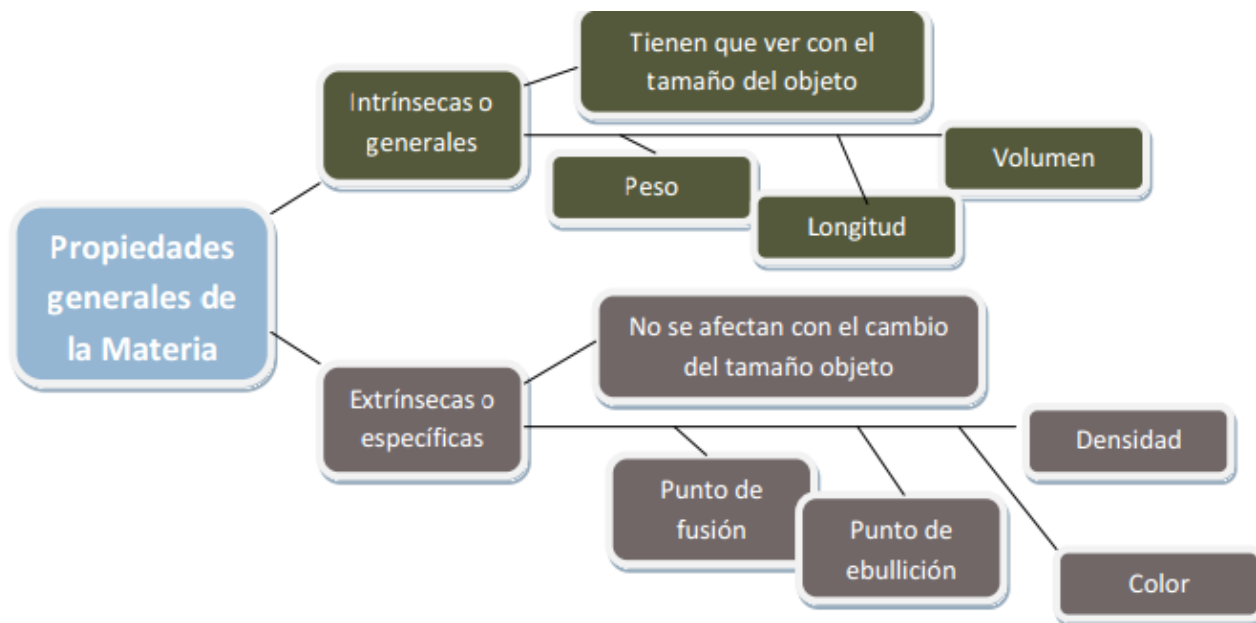 Tienen que ver con el
tamaño del objeto
Intrínsecas o
generales
Volumen
Peso
Longitud
Propiedades
generales de
la Materia
No se afectan con el cambio
del tamaño objeto
Extrínsecas o
específicas
Densidad
Punto de
fusión
Punto de
ebullición
Color